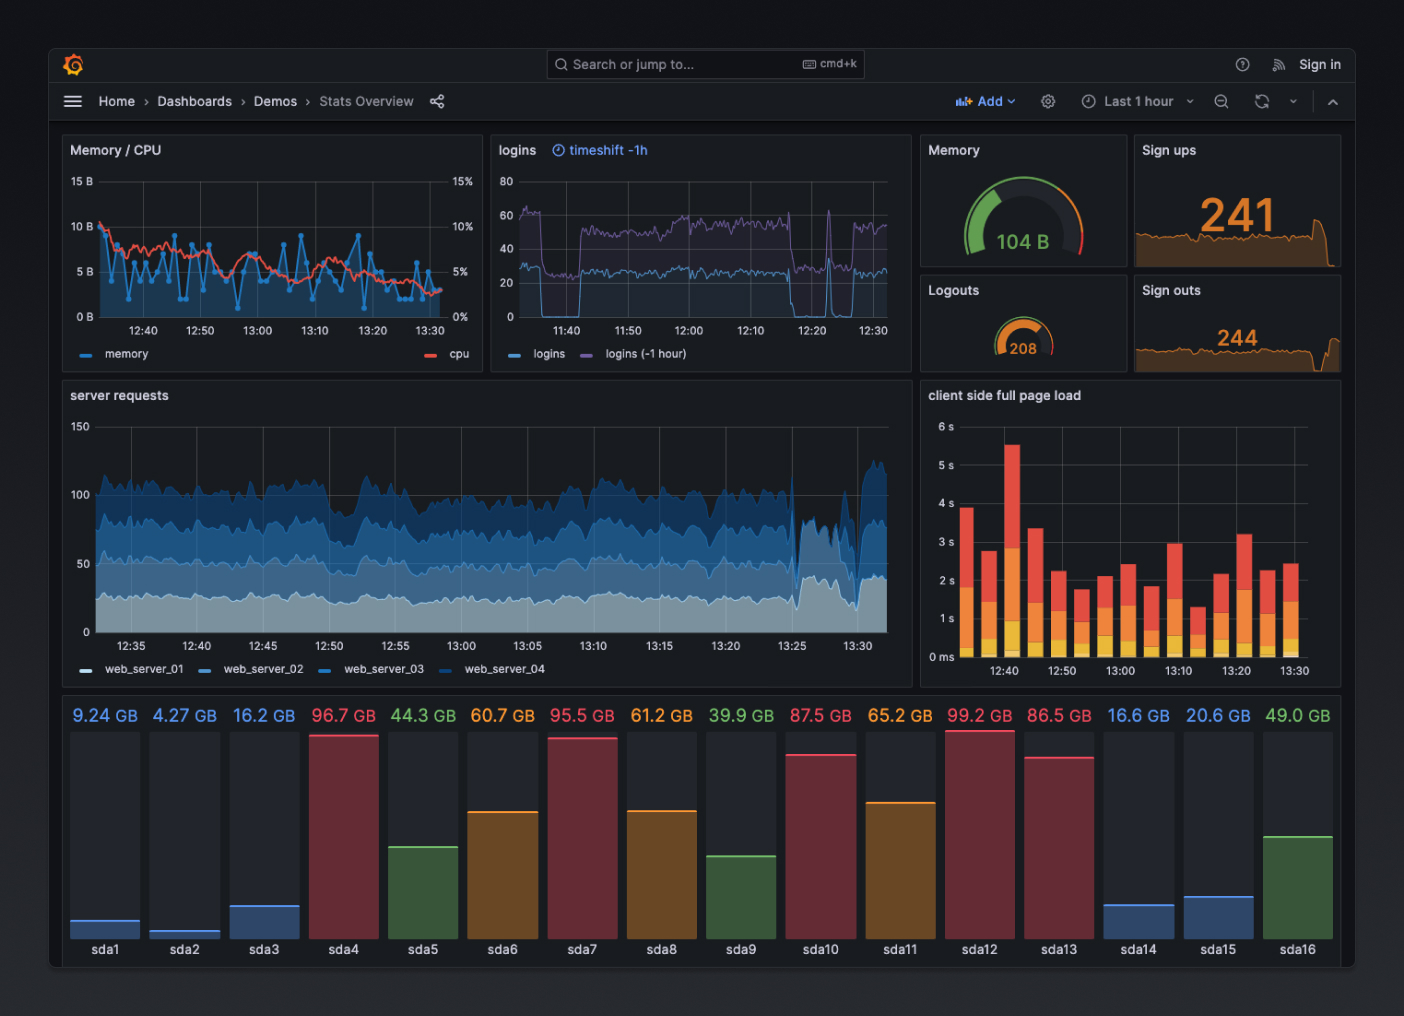 Search or jump to...
cmd+k
Sign in
Home › Dashboards › Demos › Stats Overview
Add
Last 1 hour
Memory / CPU
15 B
10 B
5 B
0 B
15%
10%
5%
0%
12:40 12:50 13:00 13:10 13:20 13:30
memory
cpu
logins timeshift -1h
80
60
40
20
0
11:40 11:50 12:00 12:10 12:20 12:30
logins logins (-1 hour)
Memory
104 B
Sign ups
241
Logouts
208
Sign outs
244
server requests
150
100
50
0
12:35 12:40 12:45 12:50 12:55 13:00 13:05 13:10 13:15 13:20 13:25 13:30
web_server_01 web_server_02 web_server_03 web_server_04
client side full page load
6 s
5 s
4 s
3 s
2 s
1 s
0 ms
12:40 12:50 13:00 13:10 13:20 13:30
9.24 GB 4.27 GB 16.2 GB 96.7 GB 44.3 GB 60.7 GB 95.5 GB 61.2 GB 39.9 GB 87.5 GB 65.2 GB 99.2 GB 86.5 GB 16.6 GB 20.6 GB 49.0 GB
sda1 sda2 sda3 sda4 sda5 sda6 sda7 sda8 sda9 sda10 sda11 sda12 sda13 sda14 sda15 sda16